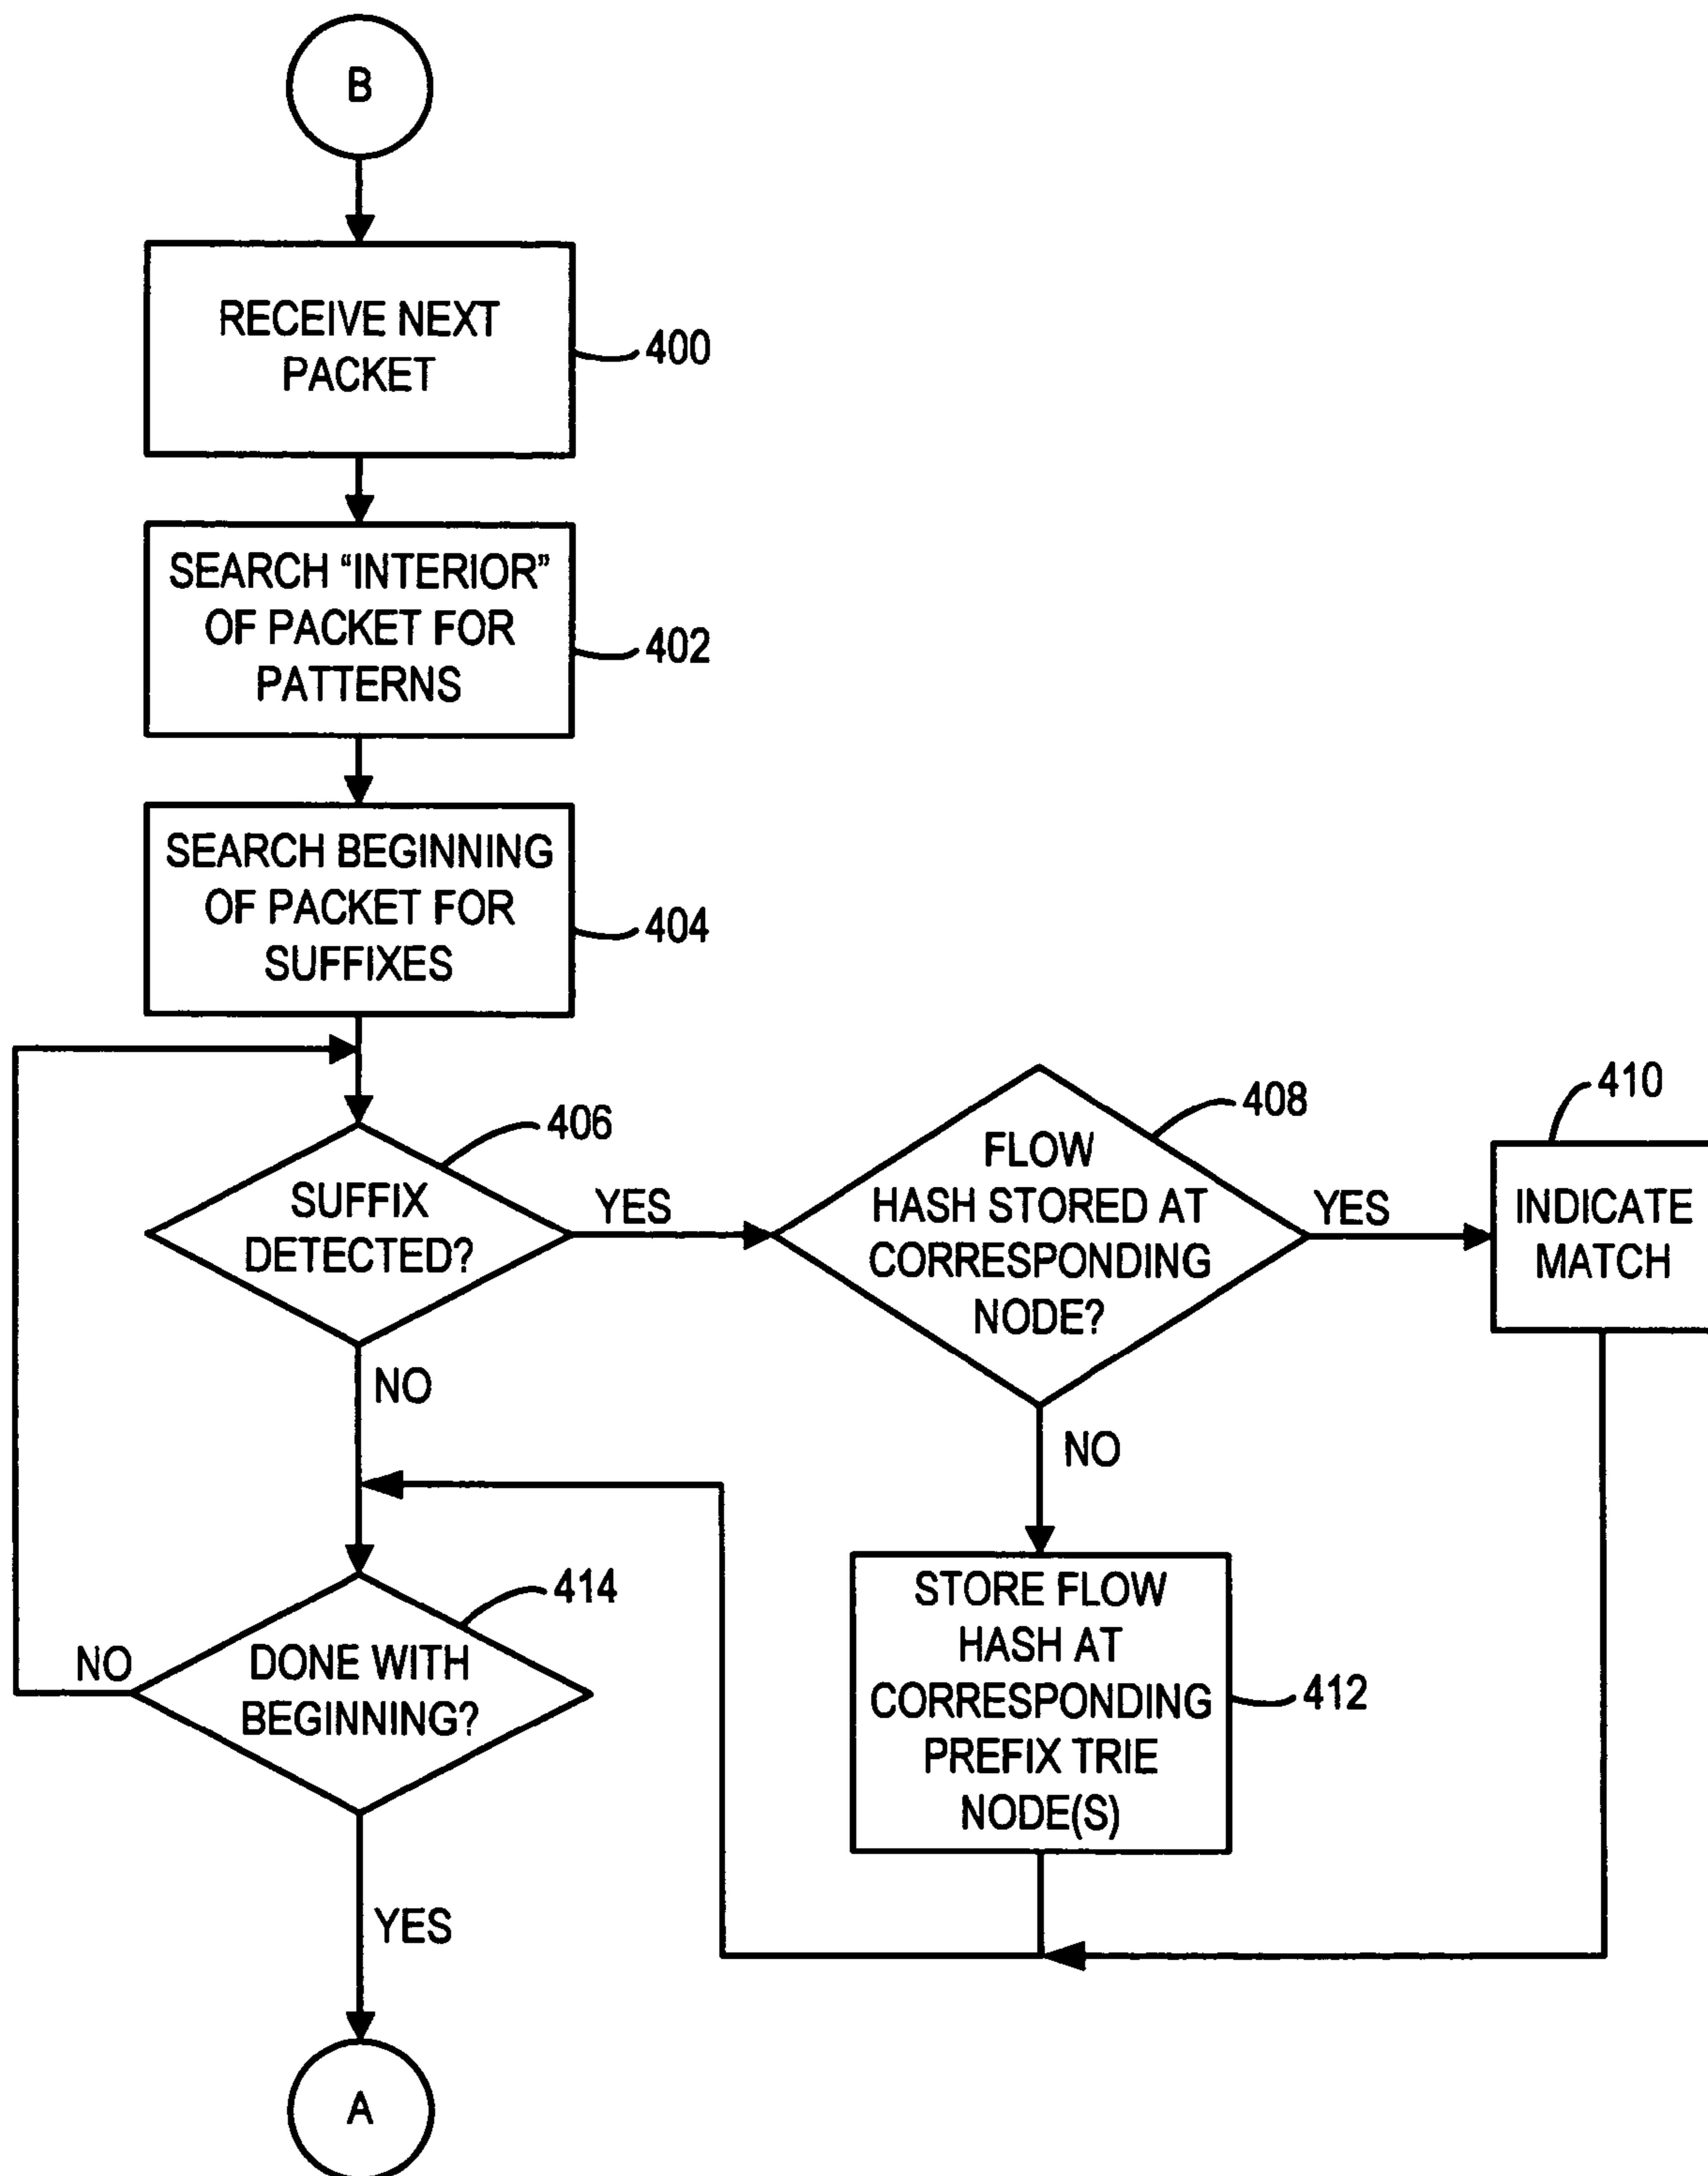 B
RECEIVE NEXT
PACKET
400
SEARCH “INTERIOR”
OF PACKET FOR
PATTERNS
402
SEARCH BEGINNING
OF PACKET FOR
SUFFIXES
404
SUFFIX
DETECTED?
406
YES
NO
FLOW
HASH STORED AT
CORRESPONDING
NODE?
408
YES
NO
INDICATE
MATCH
410
STORE FLOW
HASH AT
CORRESPONDING
PREFIX TRIE
NODE(S)
412
DONE WITH
BEGINNING?
414
NO
YES
A